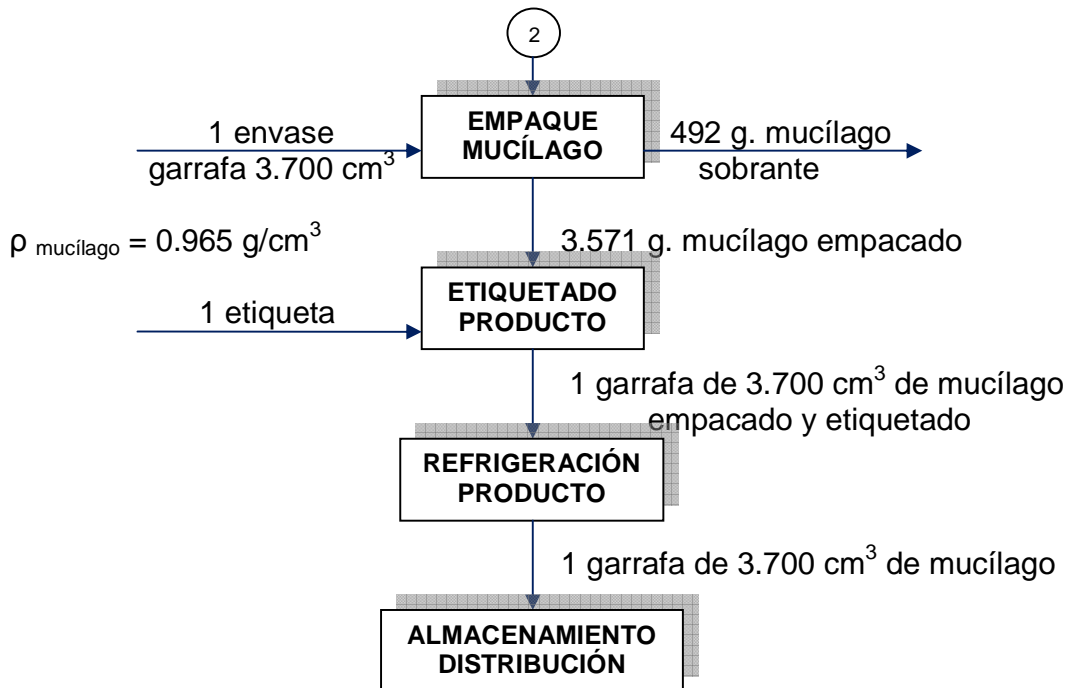 2
EMPAQUE
MUCÍLAGO
1 envase
garrafa 3.700 cm³
492 g. mucílago
sobrante
ρ mucílago = 0.965 g/cm³
3.571 g. mucílago empacado
ETIQUETADO
PRODUCTO
1 etiqueta
1 garrafa de 3.700 cm³ de mucílago
empacado y etiquetado
REFRIGERACIÓN
PRODUCTO
1 garrafa de 3.700 cm³ de mucílago
ALMACENAMIENTO
DISTRIBUCIÓN